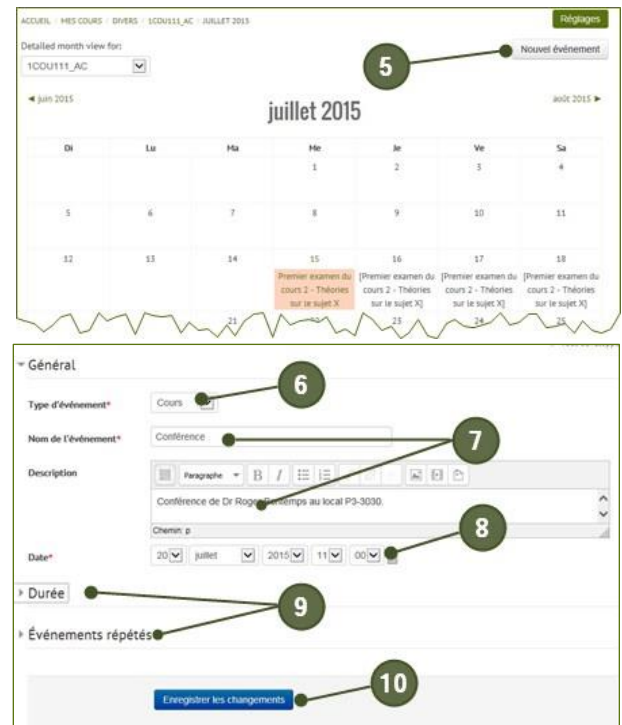 ACCUEIL / MES COURS / DIVERS / 1COU111_AC / JUILLET 2015
Réglages
Detailed month view for:
5
Nouvel événement
1COU111_AC
◄ juin 2015
août 2015 ►
juillet 2015
Di Lu Ma Me Je Ve Sa
1 2 3 4
5 6 7 8 9 10 11
12 13 14 15 16 17 18
Premier examen du [Premier examen du [Premier examen du [Premier examen du
cours 2 - Théories cours 2 - Théories cours 2 - Théories cours 2 - Théories
sur le sujet X sur le sujet X] sur le sujet X] sur le sujet X]
21 22 23 24 25
Général
6
Type d'événement* Cours
Nom de l'événement* Conférence
7
Description
Paragraphe B I
Conférence de Dr Roger au local P3-3030.
Chemin: p
8
Date* 20 juillet 2015 11 00
Durée
9
Événements répétés
10
Enregistrer les changements